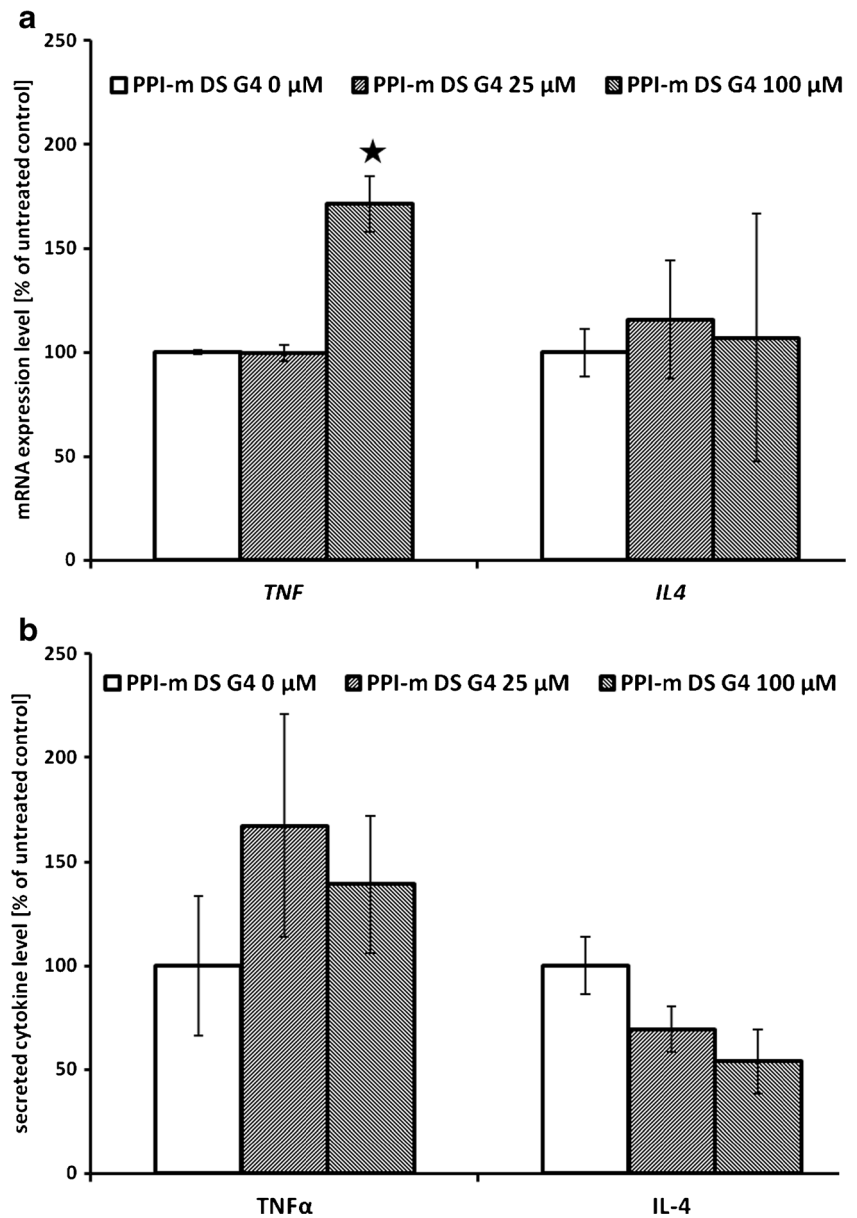 a
250
PPI-m DS G4 0 µM PPI-m DS G4 25 µM PPI-m DS G4 100 µM
200
150
100
50
0
mRNA expression level [% of untreated control]
TNF IL4
b
250
PPI-m DS G4 0 µM PPI-m DS G4 25 µM PPI-m DS G4 100 µM
200
150
100
50
0
secreted cytokine level [% of untreated control]
TNFα IL-4